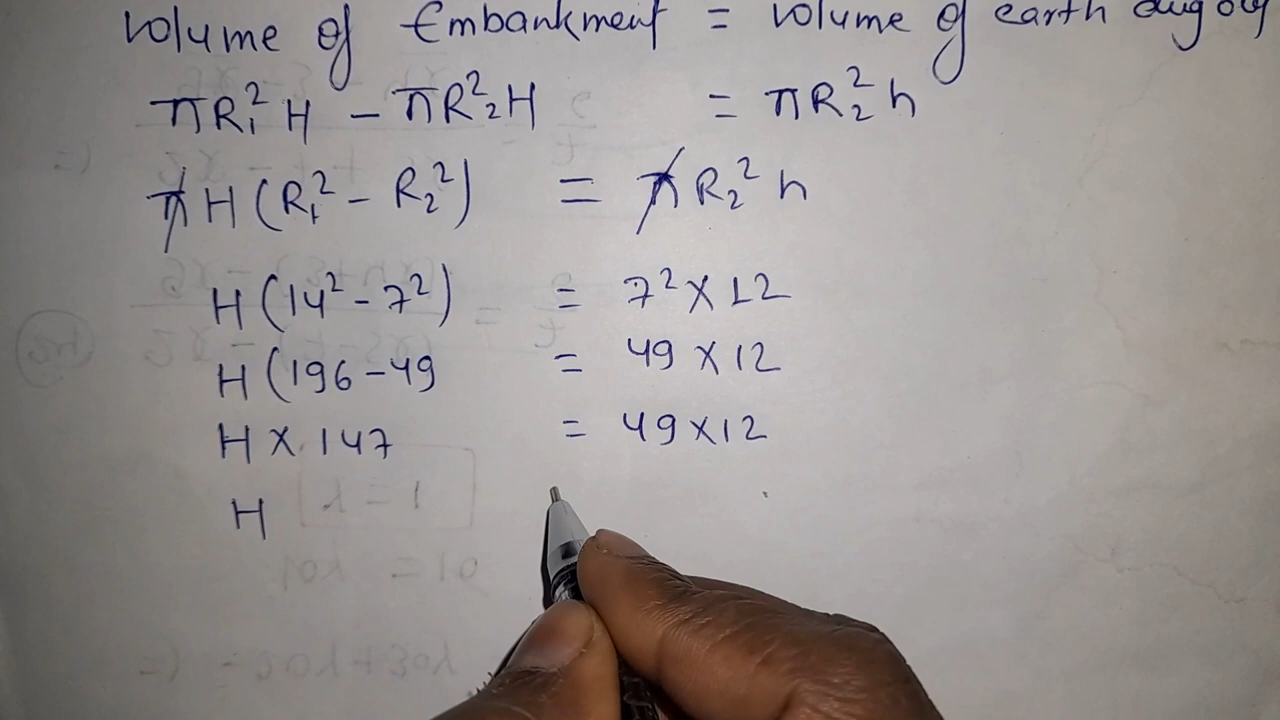 Volume of Embankment = Volume of earth dug out
πR₁²H − πR₂²H = πR₂²h
πH(R₁² − R₂²) = πR₂²h
H(14² − 7²) = 7² × 12
H(196 − 49 = 49 × 12
H × 147 = 49 × 12
H